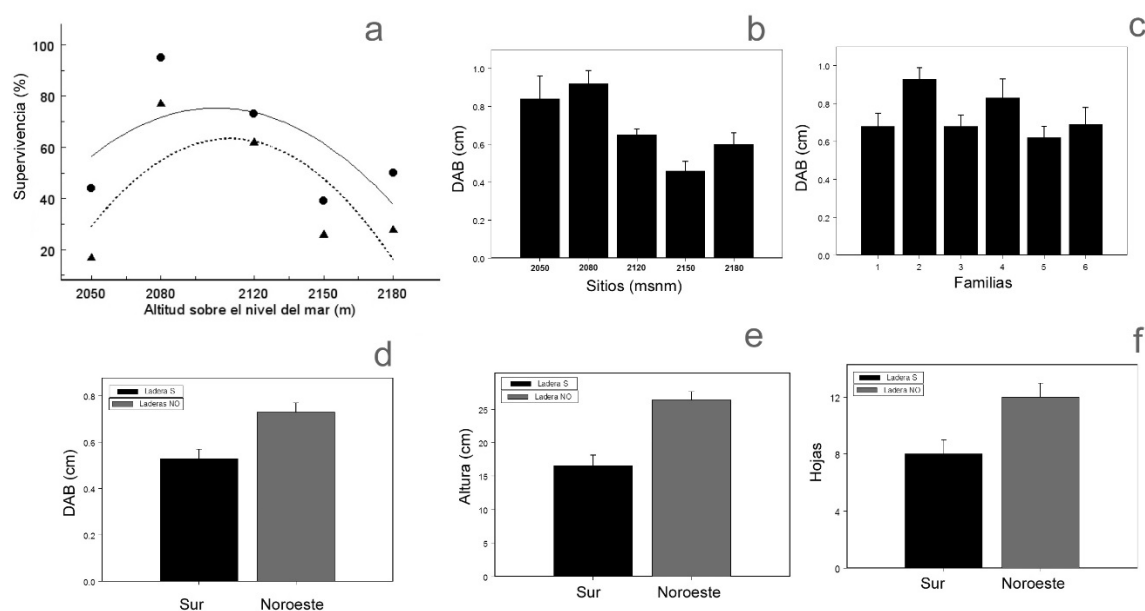 a
Supervivencia (%)
100
80
60
40
20
2050
2080
2120
2150
2180
Altitud sobre el nivel del mar (m)
b
DAB (cm)
1.0
0.8
0.6
0.4
0.2
0.0
2050
2080
2120
2150
2180
Sitios (msnm)
c
DAB (cm)
1.0
0.8
0.6
0.4
0.2
0.0
1
2
3
4
5
6
Familias
d
Ladera S
Laderas NO
DAB (cm)
0.8
0.6
0.4
0.2
0.0
Sur
Noroeste
e
Ladera S
Ladera NO
Altura (cm)
25
20
15
10
5
0
Sur
Noroeste
f
Ladera S
Ladera NO
Hojas
12
8
4
0
Sur
Noroeste